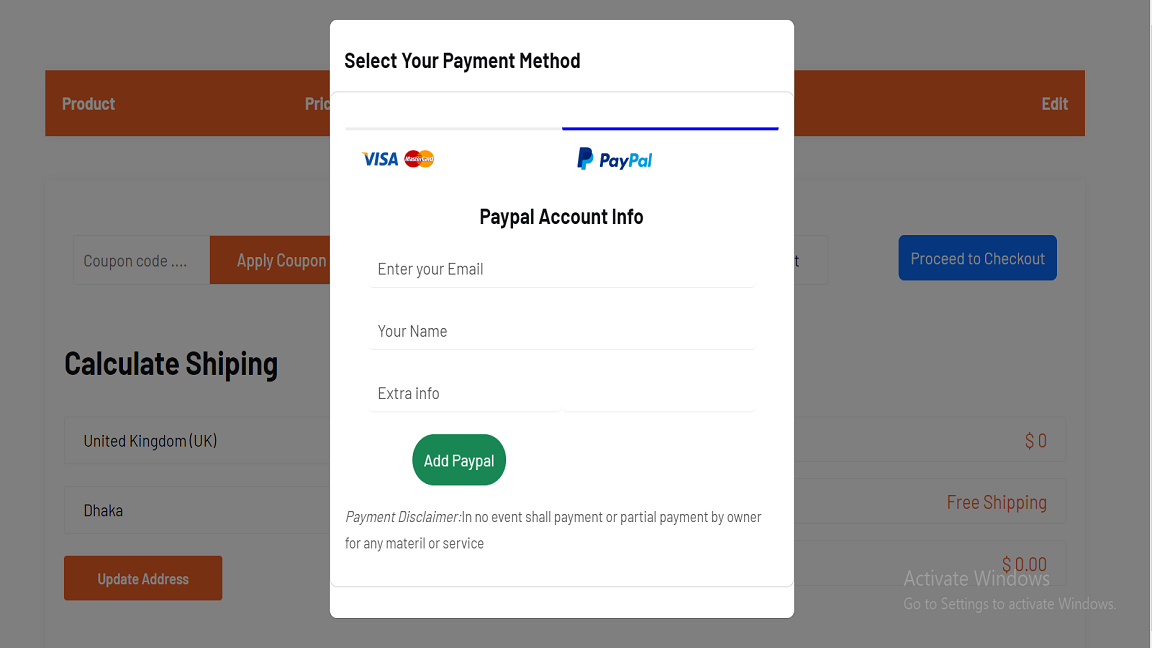 Select Your Payment Method
Product
Pric
Edit
VISA MasterCard
PayPal
Paypal Account Info
Coupon code ....
Apply Coupon
Enter your Email
t
Proceed to Checkout
Your Name
Calculate Shiping
Extra info
United Kingdom (UK)
$ 0
Add Paypal
Dhaka
Free Shipping
Payment Disclaimer:In no event shall payment or partial payment by owner
for any materil or service
Update Address
$ 0.00
Activate Windows
Go to Settings to activate Windows.